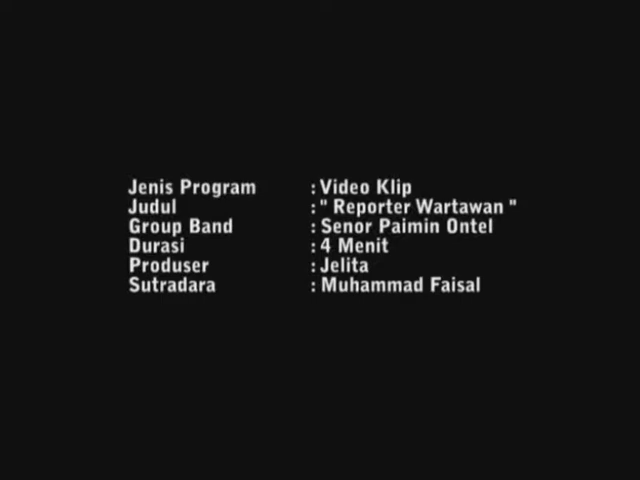 Jenis Program : Video Klip
Judul : " Reporter Wartawan "
Group Band : Senor Paimin Ontel
Durasi : 4 Menit
Produser : Jelita
Sutradara : Muhammad Faisal